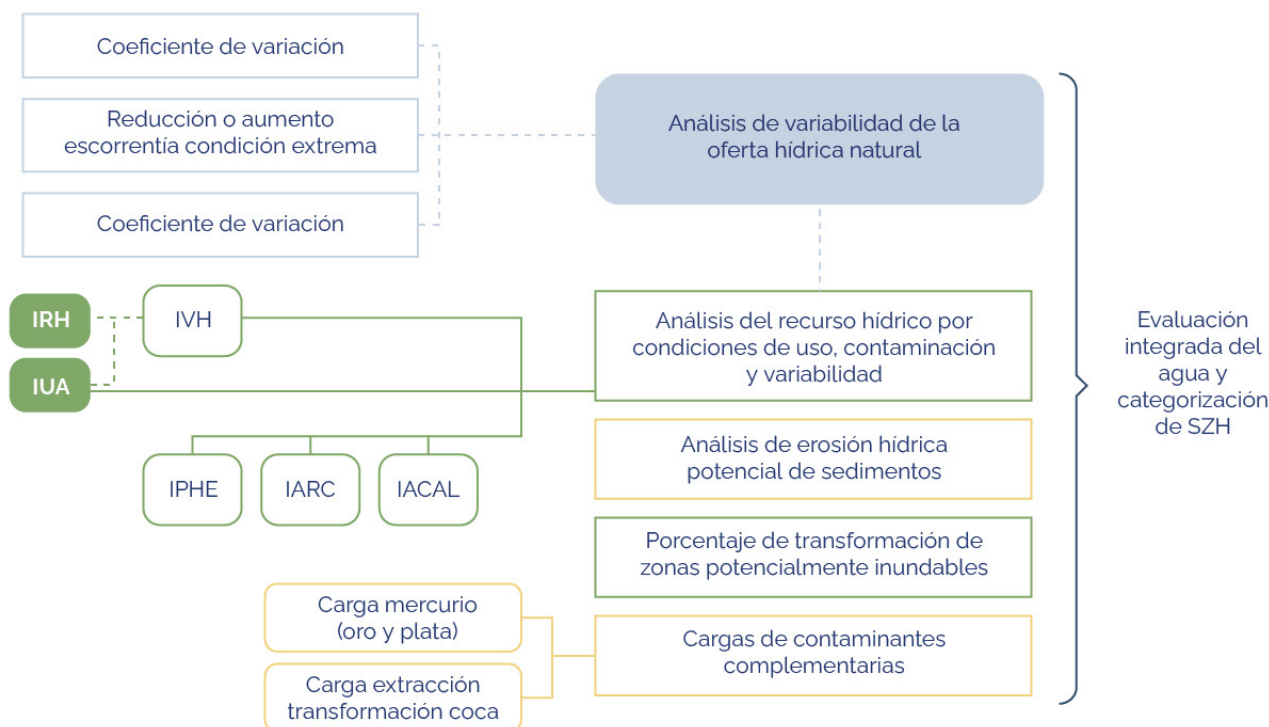 Coeficiente de variación
Reducción o aumento
escorrentía condición extrema
Coeficiente de variación
Análisis de variabilidad de la
oferta hídrica natural
IRH
IVH
IUA
IPHE
IARC
IACAL
Análisis del recurso hídrico por
condiciones de uso, contaminación
y variabilidad
Análisis de erosión hídrica
potencial de sedimentos
Porcentaje de transformación de
zonas potencialmente inundables
Carga mercurio
(oro y plata)
Carga extracción
transformación coca
Cargas de contaminantes
complementarias
Evaluación
integrada del
agua y
categorización
de SZH